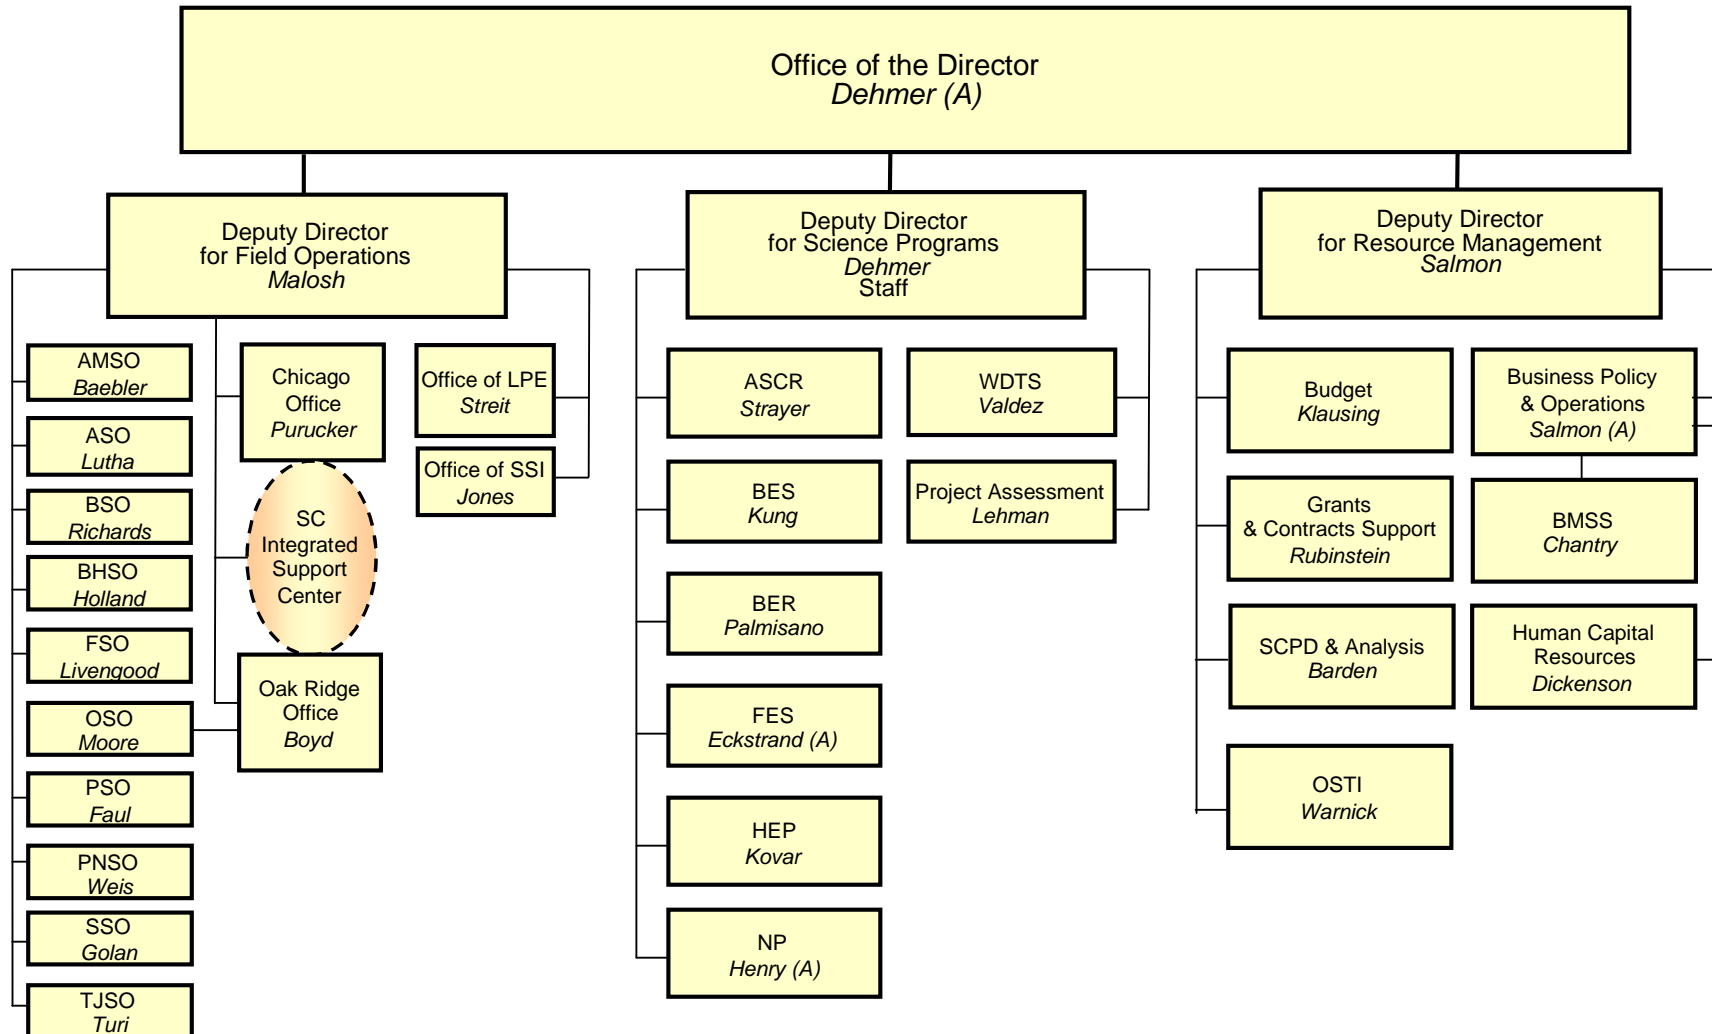 Office of the Director
Dehmer (A)
Deputy Director
for Field Operations
Malosh
Deputy Director
for Science Programs
Dehmer
Staff
Deputy Director
for Resource Management
Salmon
AMSO
Baebler
ASO
Lutha
BSO
Richards
BHSO
Holland
FSO
Livengood
OSO
Moore
PSO
Faul
PNSO
Weis
SSO
Golan
TJSO
Turi
Chicago
Office
Purucker
SC
Integrated
Support
Center
Oak Ridge
Office
Boyd
Office of LPE
Streit
Office of SSI
Jones
ASCR
Strayer
BES
Kung
BER
Palmisano
FES
Eckstrand (A)
HEP
Kovar
NP
Henry (A)
WDTS
Valdez
Project Assessment
Lehman
Budget
Klausing
Grants
& Contracts Support
Rubinstein
SCPD & Analysis
Barden
OSTI
Warnick
Business Policy
& Operations
Salmon (A)
BMSS
Chantry
Human Capital
Resources
Dickenson